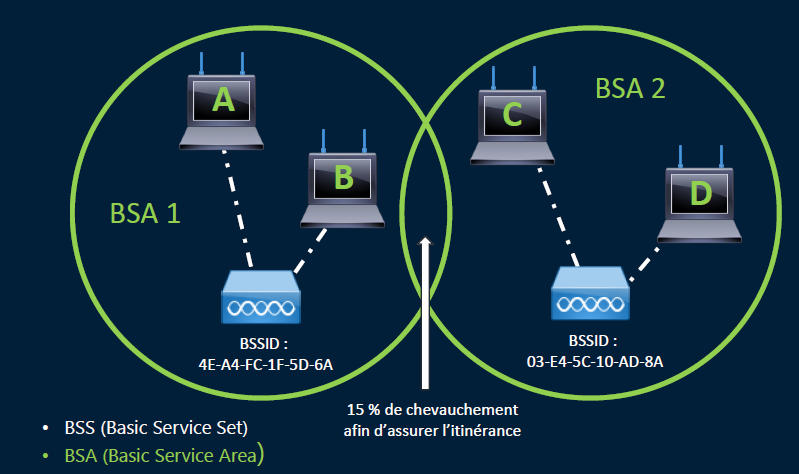 A
B
BSA 1
BSSID :
4E-A4-FC-1F-5D-6A
C
D
BSA 2
BSSID :
03-E4-5C-10-AD-8A
15 % de chevauchement
afin d’assurer l’itinérance
• BSS (Basic Service Set)
• BSA (Basic Service Area)